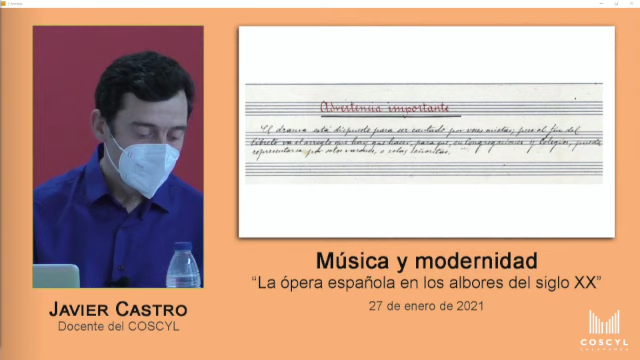 Advertencia importante
El drama está dispuesto para ser cantado por voces mixtas; pero al fin del
libreto va el arreglo que hay que hacer, para que, en Congregaciones y Colegios, pueda
representarse por solos varones, o solas señoritas.
Música y modernidad
“La ópera española en los albores del siglo XX”
27 de enero de 2021
JAVIER CASTRO
Docente del COSCYL
COSCYL
SALAMANCA